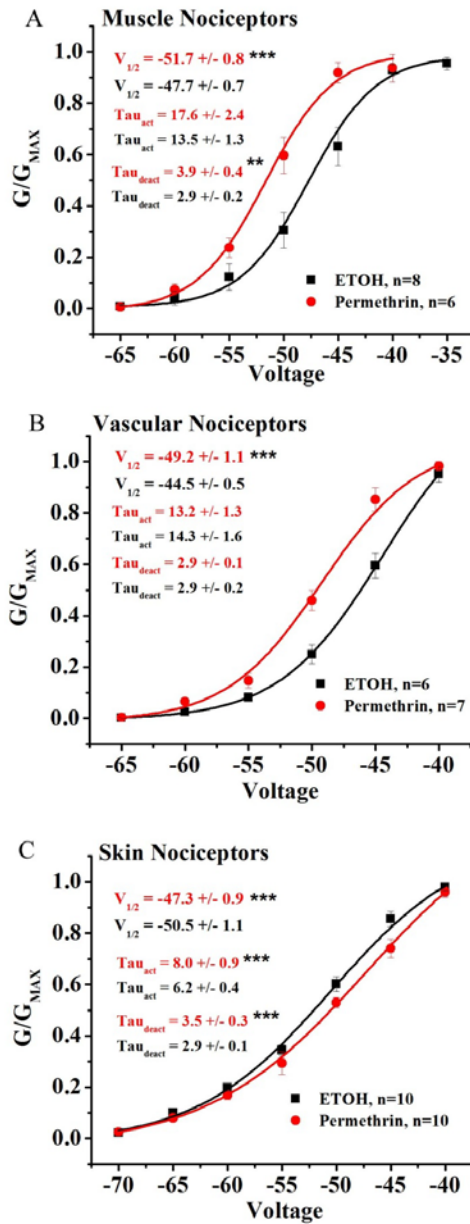 A Muscle Nociceptors
V1/2 = -51.7 +/- 0.8 ***
V1/2 = -47.7 +/- 0.7
Tauact = 17.6 +/- 2.4
Tauact = 13.5 +/- 1.3
Taudeact = 3.9 +/- 0.4 **
Taudeact = 2.9 +/- 0.2
G/GMAX
1.0
0.8
0.6
0.4
0.2
0.0
ETOH, n=8
Permethrin, n=6
-65 -60 -55 -50 -45 -40 -35
Voltage
B Vascular Nociceptors
V1/2 = -49.2 +/- 1.1 ***
V1/2 = -44.5 +/- 0.5
Tauact = 13.2 +/- 1.3
Tauact = 14.3 +/- 1.6
Taudeact = 2.9 +/- 0.1
Taudeact = 2.9 +/- 0.2
G/GMAX
1.0
0.8
0.6
0.4
0.2
0.0
ETOH, n=6
Permethrin, n=7
-65 -60 -55 -50 -45 -40
Voltage
C Skin Nociceptors
V1/2 = -47.3 +/- 0.9 ***
V1/2 = -50.5 +/- 1.1
Tauact = 8.0 +/- 0.9 ***
Tauact = 6.2 +/- 0.4
Taudeact = 3.5 +/- 0.3 ***
Taudeact = 2.9 +/- 0.1
G/GMAX
1.0
0.8
0.6
0.4
0.2
0.0
ETOH, n=10
Permethrin, n=10
-70 -65 -60 -55 -50 -45 -40
Voltage